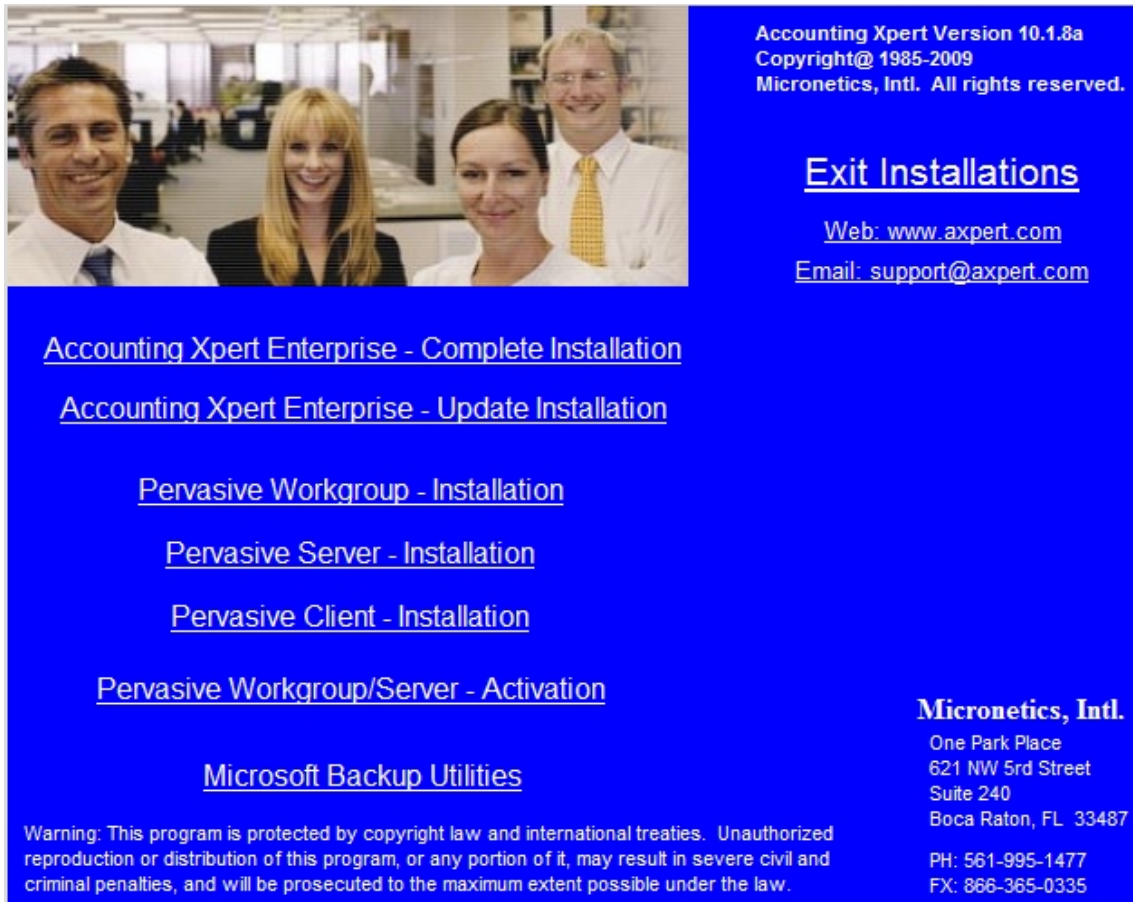 Accounting Xpert Version 10.1.8a
Copyright@ 1985-2009
Micronetics, Intl.  All rights reserved.
Exit Installations
Web: www.axpert.com
Email: support@axpert.com
Accounting Xpert Enterprise - Complete Installation
Accounting Xpert Enterprise - Update Installation
Pervasive Workgroup - Installation
Pervasive Server - Installation
Pervasive Client - Installation
Pervasive Workgroup/Server - Activation
Microsoft Backup Utilities
Warning: This program is protected by copyright law and international treaties.  Unauthorized
reproduction or distribution of this program, or any portion of it, may result in severe civil and
criminal penalties, and will be prosecuted to the maximum extent possible under the law.
Micronetics, Intl.
One Park Place
621 NW 5rd Street
Suite 240
Boca Raton, FL  33487
PH: 561-995-1477
FX: 866-365-0335